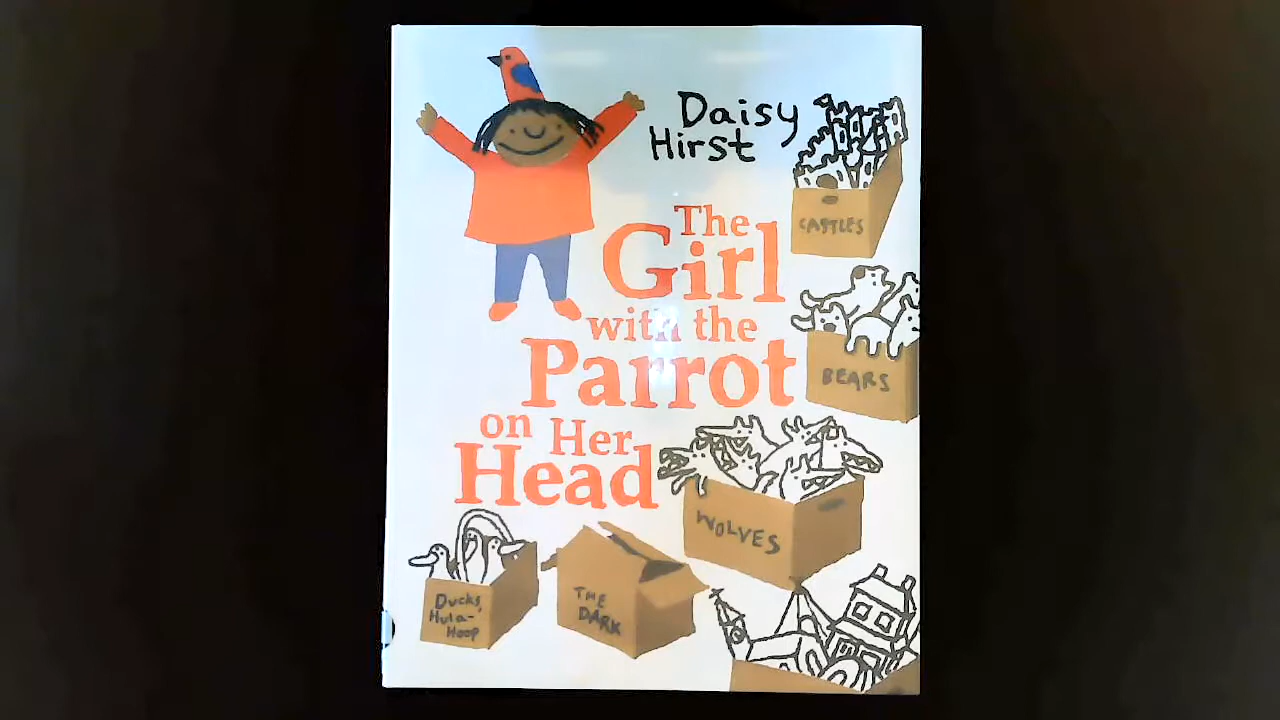 Daisy
Hirst
The
Girl
with the
Parrot
on Her
Head
CASTLES
BEARS
WOLVES
THE
DARK
Ducks,
Hula-
Hoop